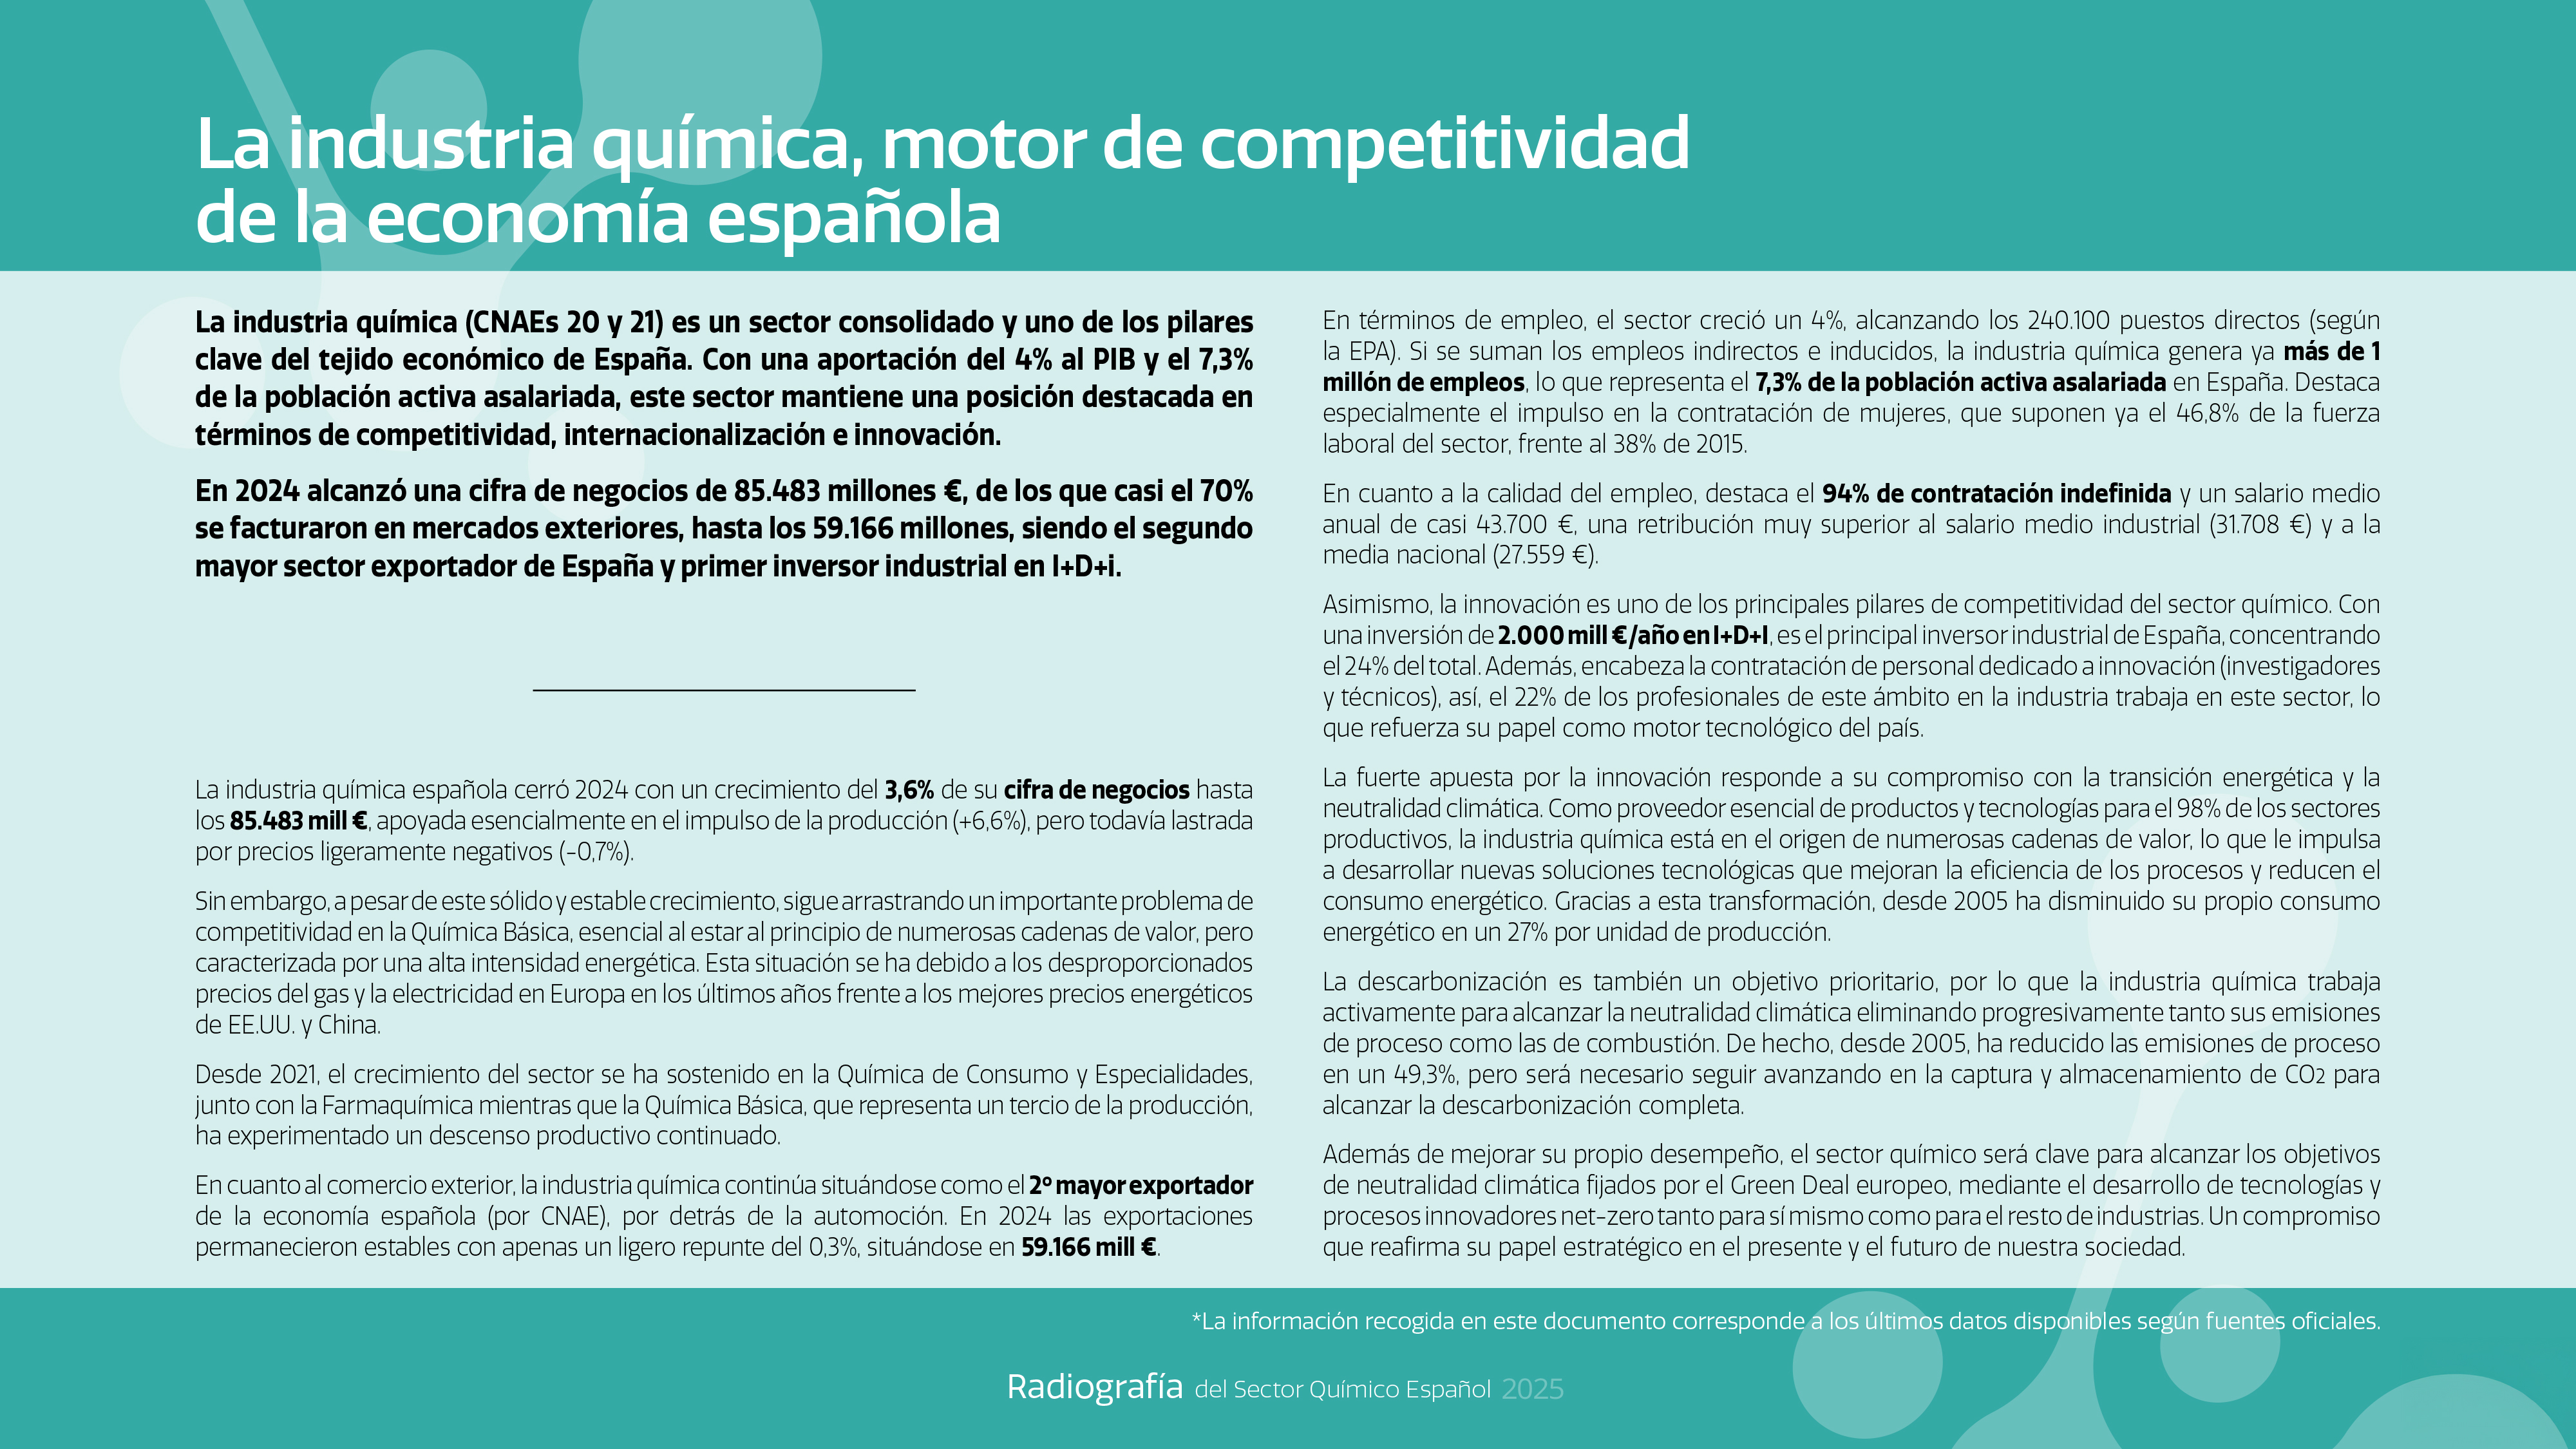 La industria química, motor de competitividad
de la economía española
La industria química (CNAEs 20 y 21) es un sector consolidado y uno de los pilares
clave del tejido económico de España. Con una aportación del 4% al PIB y el 7,3%
de la población activa asalariada, este sector mantiene una posición destacada en
términos de competitividad, internacionalización e innovación.
En 2024 alcanzó una cifra de negocios de 85.483 millones €, de los que casi el 70%
se facturaron en mercados exteriores, hasta los 59.166 millones, siendo el segundo
mayor sector exportador de España y primer inversor industrial en I+D+i.
La industria química española cerró 2024 con un crecimiento del 3,6% de su cifra de negocios hasta
los 85.483 mill €, apoyada esencialmente en el impulso de la producción (+6,6%), pero todavía lastrada
por precios ligeramente negativos (-0,7%).
Sin embargo, a pesar de este sólido y estable crecimiento, sigue arrastrando un importante problema de
competitividad en la Química Básica, esencial al estar al principio de numerosas cadenas de valor, pero
caracterizada por una alta intensidad energética. Esta situación se ha debido a los desproporcionados
precios del gas y la electricidad en Europa en los últimos años frente a los mejores precios energéticos
de EE.UU. y China.
Desde 2021, el crecimiento del sector se ha sostenido en la Química de Consumo y Especialidades,
junto con la Farmaquímica mientras que la Química Básica, que representa un tercio de la producción,
ha experimentado un descenso productivo continuado.
En cuanto al comercio exterior, la industria química continúa situándose como el 2º mayor exportador
de la economía española (por CNAE), por detrás de la automoción. En 2024 las exportaciones
permanecieron estables con apenas un ligero repunte del 0,3%, situándose en 59.166 mill €.
En términos de empleo, el sector creció un 4%, alcanzando los 240.100 puestos directos (según
la EPA). Si se suman los empleos indirectos e inducidos, la industria química genera ya más de 1
millón de empleos, lo que representa el 7,3% de la población activa asalariada en España. Destaca
especialmente el impulso en la contratación de mujeres, que suponen ya el 46,8% de la fuerza
laboral del sector, frente al 38% de 2015.
En cuanto a la calidad del empleo, destaca el 94% de contratación indefinida y un salario medio
anual de casi 43.700 €, una retribución muy superior al salario medio industrial (31.708 €) y a la
media nacional (27.559 €).
Asimismo, la innovación es uno de los principales pilares de competitividad del sector químico. Con
una inversión de 2.000 mill €/año en I+D+I, es el principal inversor industrial de España, concentrando
el 24% del total. Además, encabeza la contratación de personal dedicado a innovación (investigadores
y técnicos), así, el 22% de los profesionales de este ámbito en la industria trabaja en este sector, lo
que refuerza su papel como motor tecnológico del país.
La fuerte apuesta por la innovación responde a su compromiso con la transición energética y la
neutralidad climática. Como proveedor esencial de productos y tecnologías para el 98% de los sectores
productivos, la industria química está en el origen de numerosas cadenas de valor, lo que le impulsa
a desarrollar nuevas soluciones tecnológicas que mejoran la eficiencia de los procesos y reducen el
consumo energético. Gracias a esta transformación, desde 2005 ha disminuido su propio consumo
energético en un 27% por unidad de producción.
La descarbonización es también un objetivo prioritario, por lo que la industria química trabaja
activamente para alcanzar la neutralidad climática eliminando progresivamente tanto sus emisiones
de proceso como las de combustión. De hecho, desde 2005, ha reducido las emisiones de proceso
en un 49,3%, pero será necesario seguir avanzando en la captura y almacenamiento de CO2 para
alcanzar la descarbonización completa.
Además de mejorar su propio desempeño, el sector químico será clave para alcanzar los objetivos
de neutralidad climática fijados por el Green Deal europeo, mediante el desarrollo de tecnologías y
procesos innovadores net-zero tanto para sí mismo como para el resto de industrias. Un compromiso
que reafirma su papel estratégico en el presente y el futuro de nuestra sociedad.
*La información recogida en este documento corresponde a los últimos datos disponibles según fuentes oficiales.
Radiografía del Sector Químico Español 2025